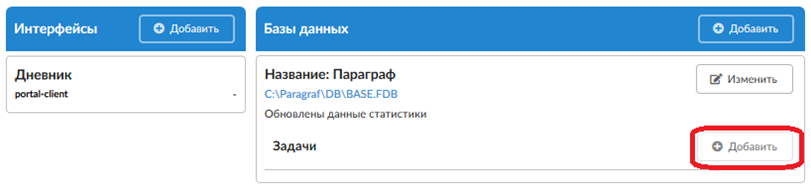 Интерфейсы
Добавить
Дневник
portal-client -
Базы данных
Добавить
Название: Параграф
Изменить
C:\Paragraf\DB\BASE.FDB
Обновлены данные статистики
Задачи
Добавить